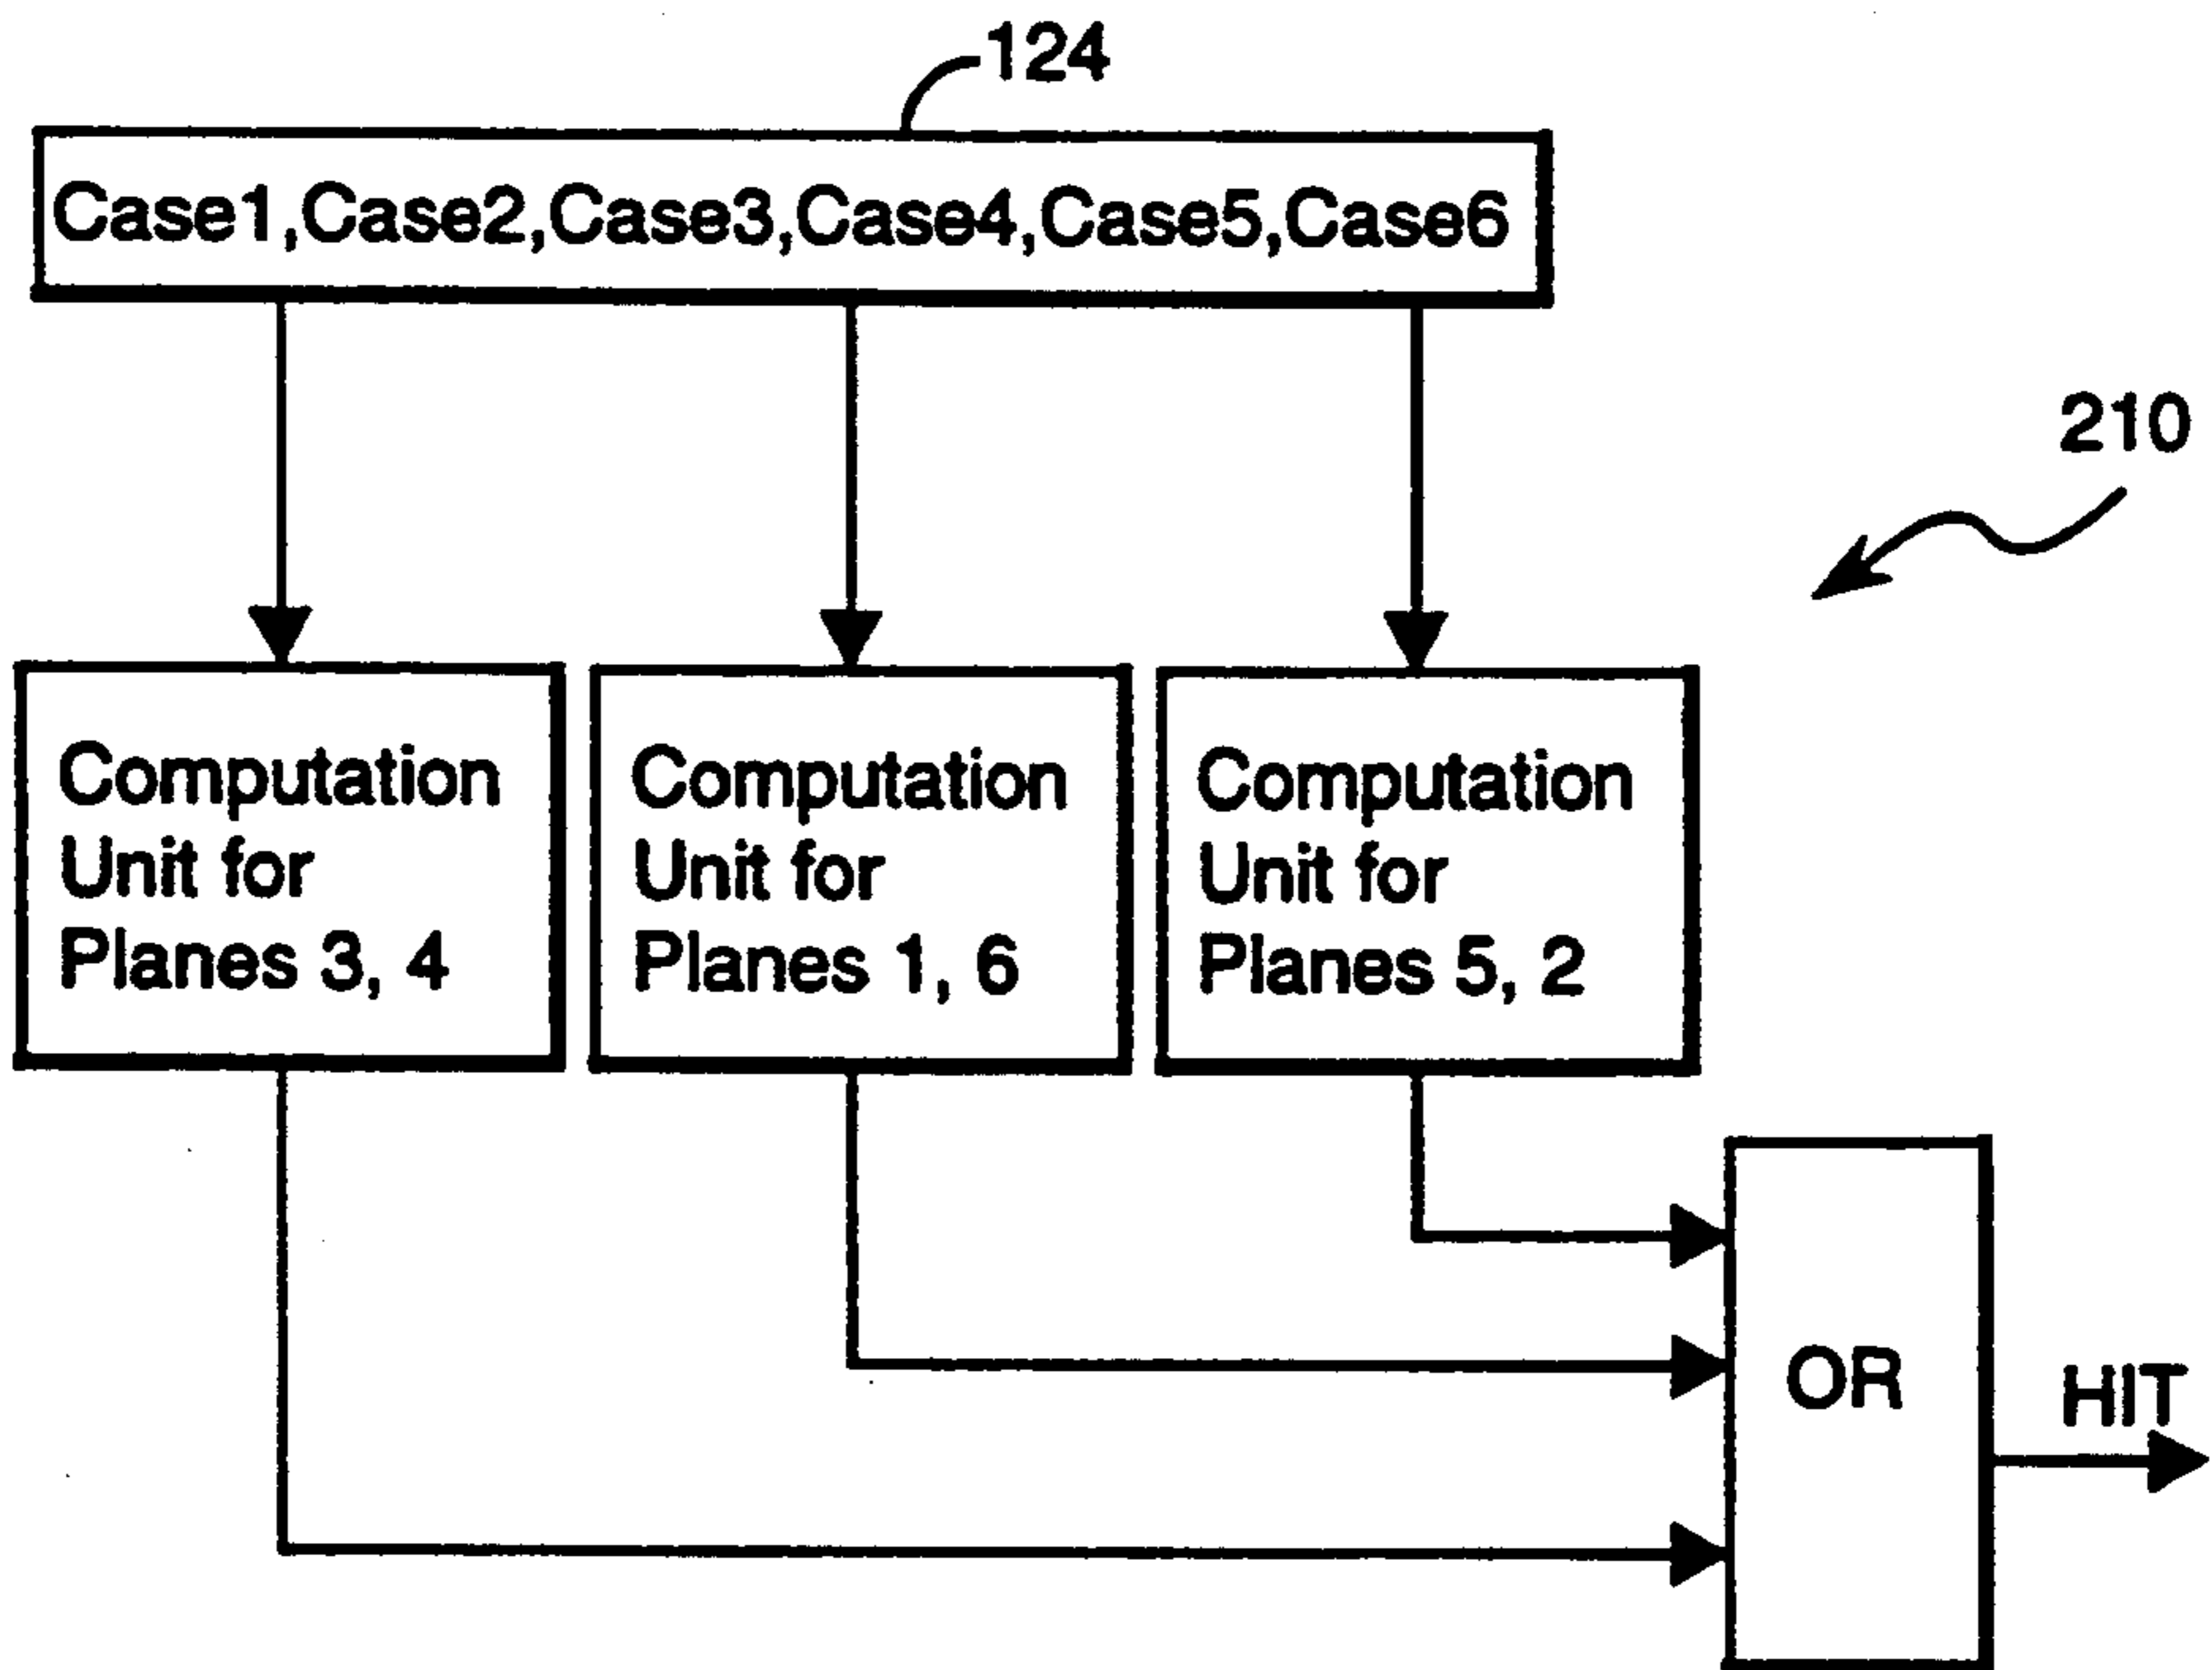 124
Case1,Case2,Case3,Case4,Case5,Case6
210
Computation
Unit for
Planes 3, 4
Computation
Unit for
Planes 1, 6
Computation
Unit for
Planes 5, 2
OR
HIT